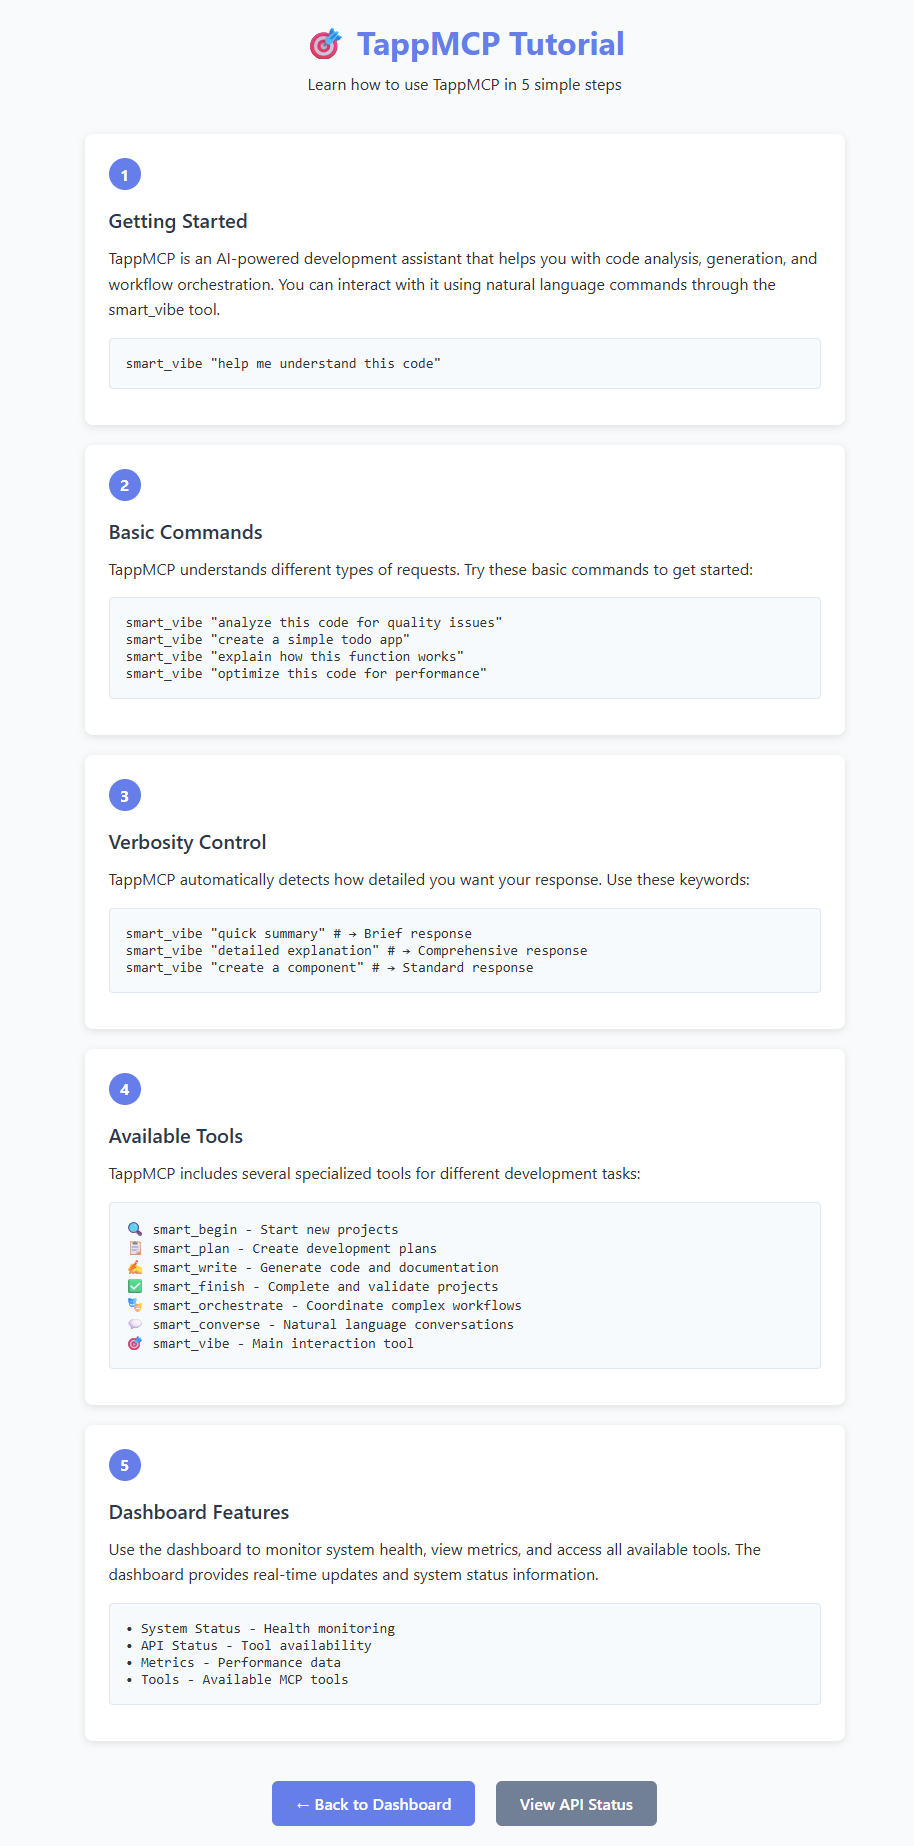 🎯 TappMCP Tutorial
Learn how to use TappMCP in 5 simple steps
1
Getting Started
TappMCP is an AI-powered development assistant that helps you with code analysis, generation, and
workflow orchestration. You can interact with it using natural language commands through the
smart_vibe tool.
smart_vibe "help me understand this code"
2
Basic Commands
TappMCP understands different types of requests. Try these basic commands to get started:
smart_vibe "analyze this code for quality issues"
smart_vibe "create a simple todo app"
smart_vibe "explain how this function works"
smart_vibe "optimize this code for performance"
3
Verbosity Control
TappMCP automatically detects how detailed you want your response. Use these keywords:
smart_vibe "quick summary" # → Brief response
smart_vibe "detailed explanation" # → Comprehensive response
smart_vibe "create a component" # → Standard response
4
Available Tools
TappMCP includes several specialized tools for different development tasks:
🔍 smart_begin - Start new projects
📋 smart_plan - Create development plans
✍️ smart_write - Generate code and documentation
✅ smart_finish - Complete and validate projects
🎭 smart_orchestrate - Coordinate complex workflows
💬 smart_converse - Natural language conversations
🎯 smart_vibe - Main interaction tool
5
Dashboard Features
Use the dashboard to monitor system health, view metrics, and access all available tools. The
dashboard provides real-time updates and system status information.
• System Status - Health monitoring
• API Status - Tool availability
• Metrics - Performance data
• Tools - Available MCP tools
← Back to Dashboard
View API Status